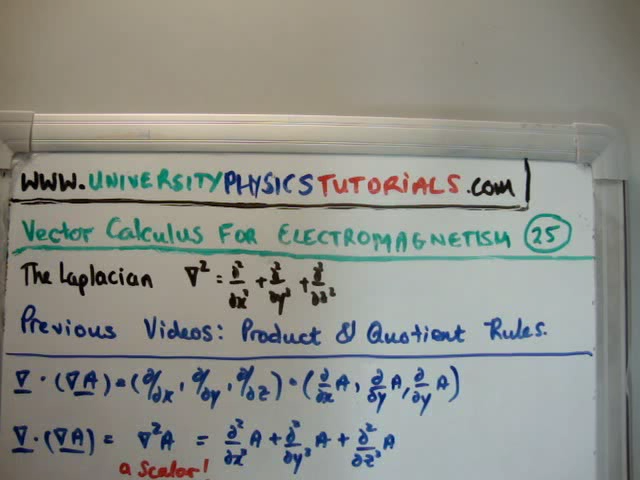 WWW.UNIVERSITYPHYSICSTUTORIALS.COM
Vector Calculus FOR ELECTROMAGNETISM 25
The Laplacian ∇² = ∂²/∂x² + ∂²/∂y² + ∂²/∂z²
Previous Videos: Product & Quotient Rules.
∇ · (∇A) = (∂/∂x, ∂/∂y, ∂/∂z) · (∂/∂x A, ∂/∂y A, ∂/∂y A)
∇ · (∇A) = ∇²A = ∂²/∂x² A + ∂²/∂y² A + ∂²/∂z² A
a scalar!